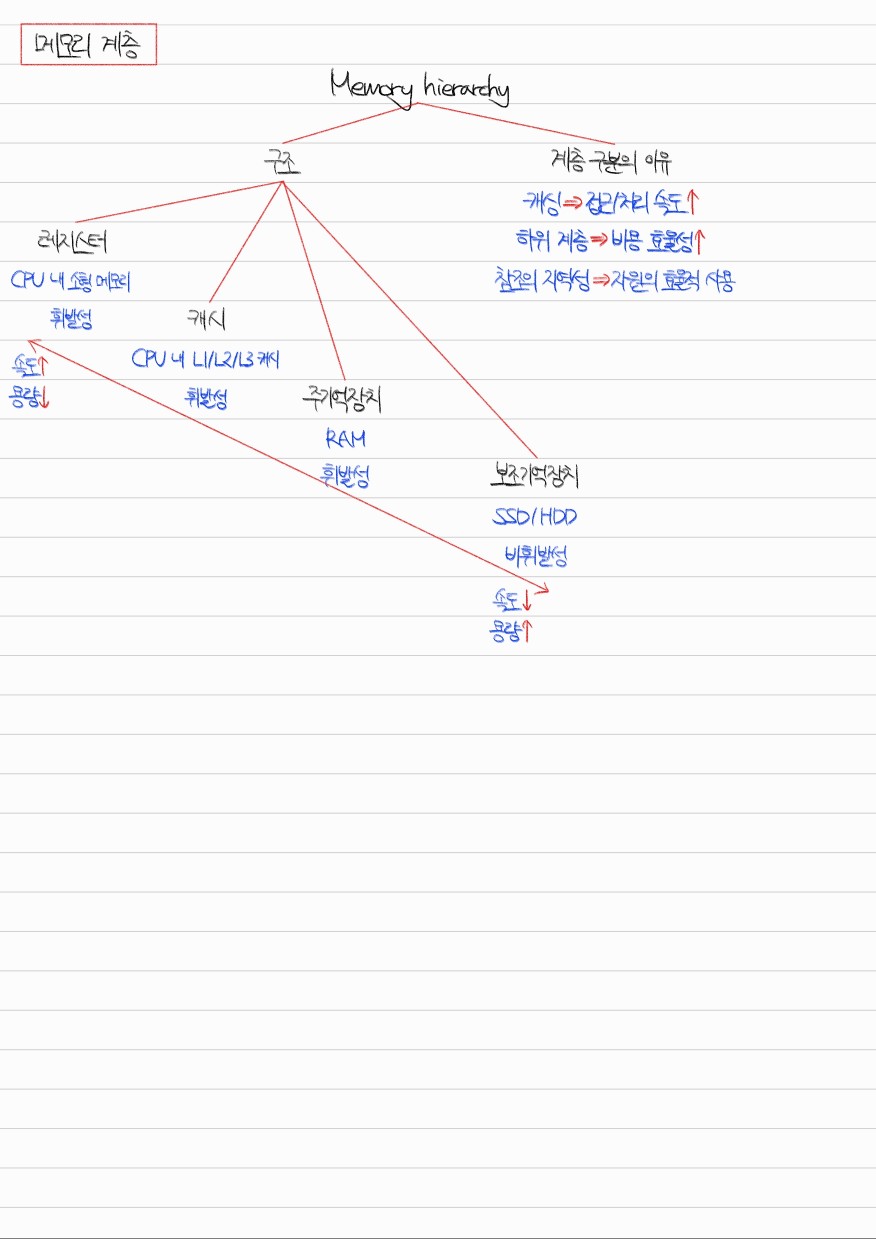 메모리 계층
Memory hierarchy
구조
레지스터
CPU 내 소형 메모리
휘발성
속도↑
용량↓
캐시
CPU 내 L1/L2/L3 캐시
휘발성
주기억장치
RAM
휘발성
보조기억장치
SSD/HDD
비휘발성
속도↓
용량↑
계층 구분의 이유
캐싱⇒접근/처리 속도↑
하위 계층⇒비용 효율성↑
참조의 지역성⇒자원의 효율적 사용